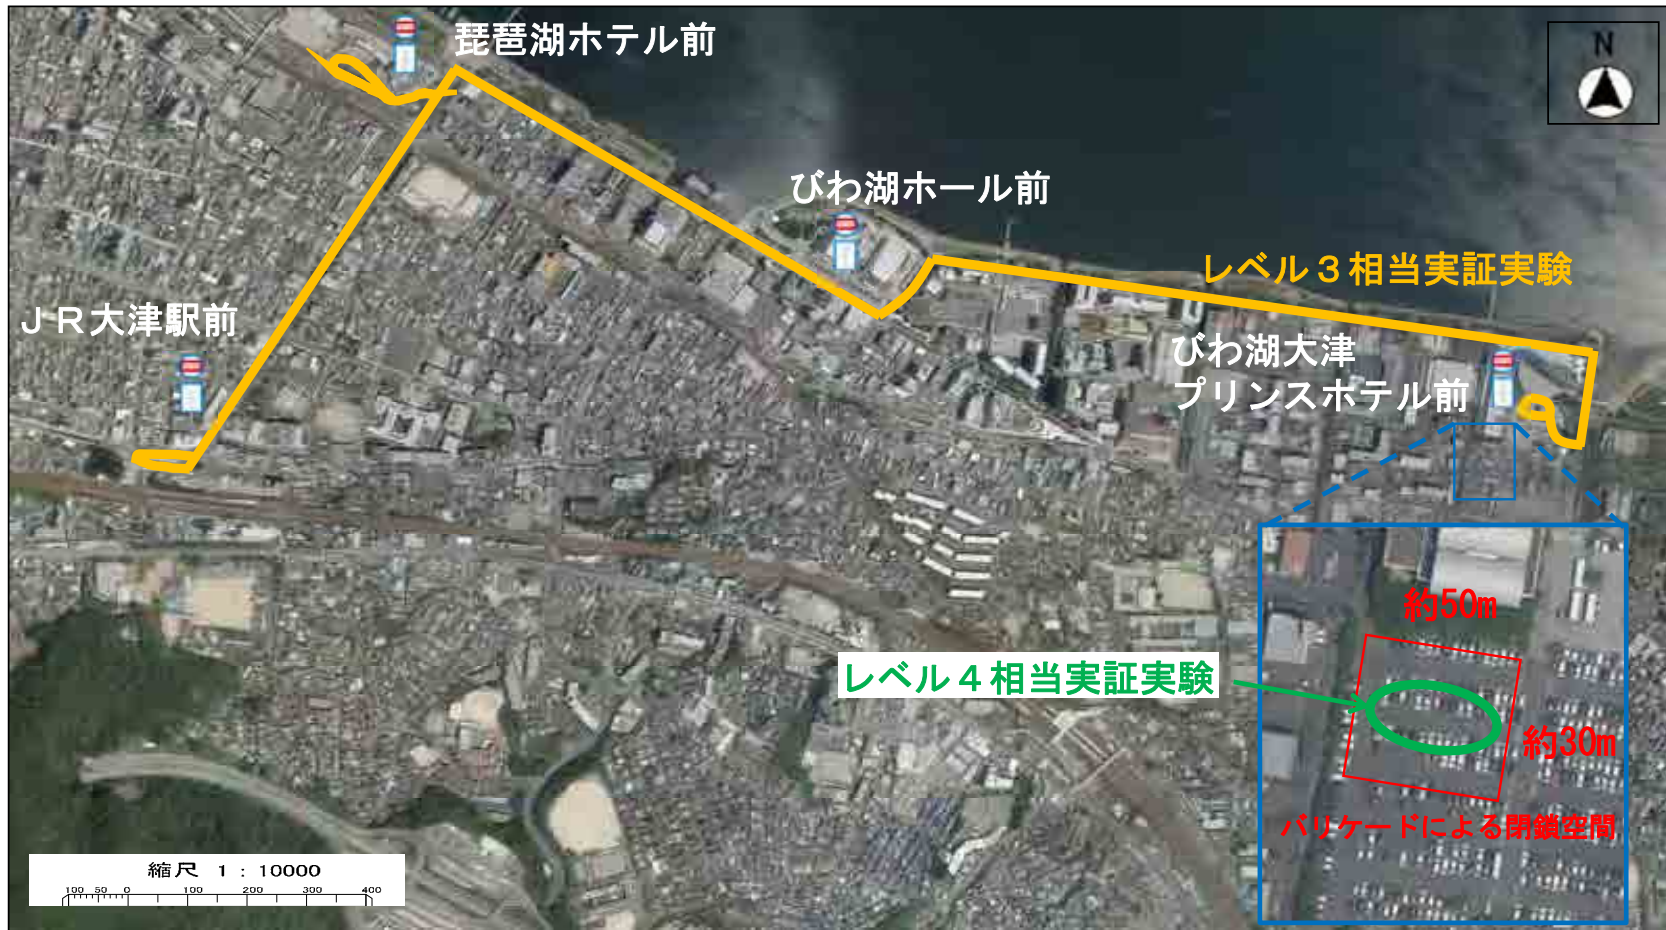 琵琶湖ホテル前
N
びわ湖ホール前
レベル３相当実証実験
ＪＲ大津駅前
びわ湖大津
プリンスホテル前
約50m
レベル４相当実証実験
約30m
バリケードによる閉鎖空間
縮尺 1 : 10000
100 50 0 100 200 300 400